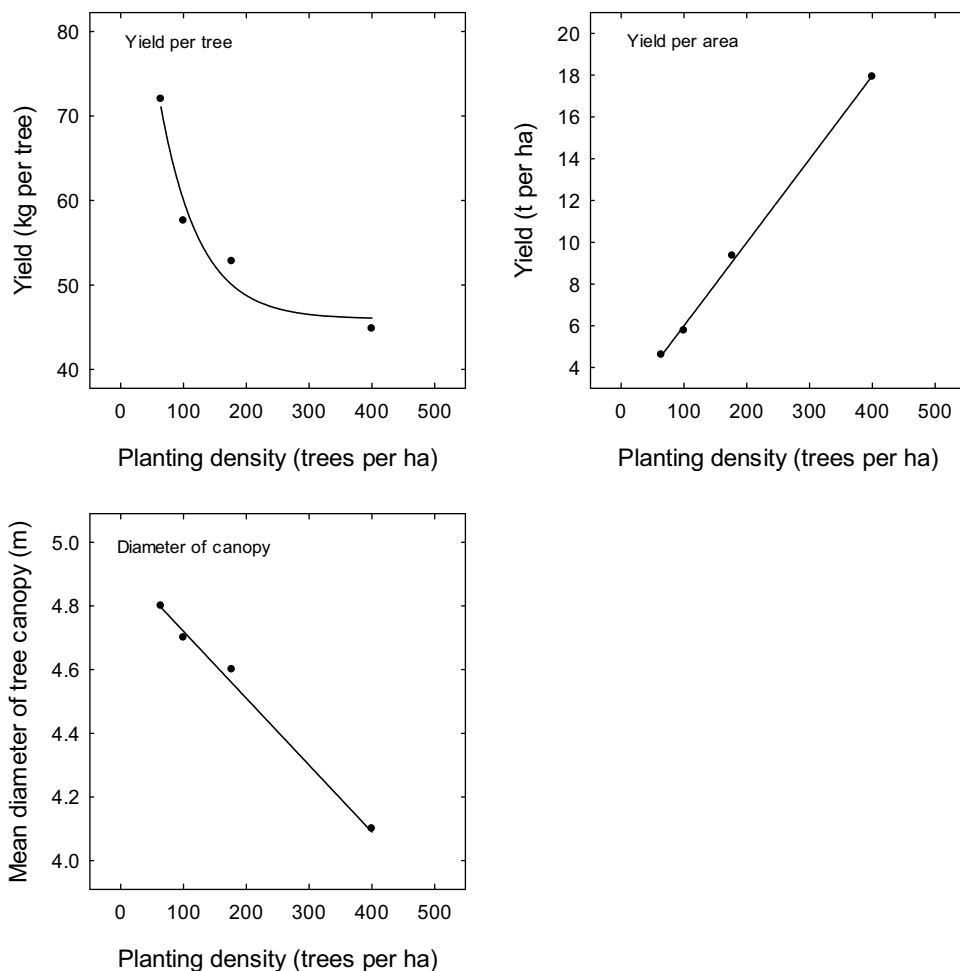 Yield per tree
Yield (kg per tree)
80
70
60
50
40
0 100 200 300 400 500
Planting density (trees per ha)
Yield per area
Yield (t per ha)
20
18
16
14
12
10
8
6
4
0 100 200 300 400 500
Planting density (trees per ha)
Diameter of canopy
Mean diameter of tree canopy (m)
5.0
4.8
4.6
4.4
4.2
4.0
0 100 200 300 400 500
Planting density (trees per ha)